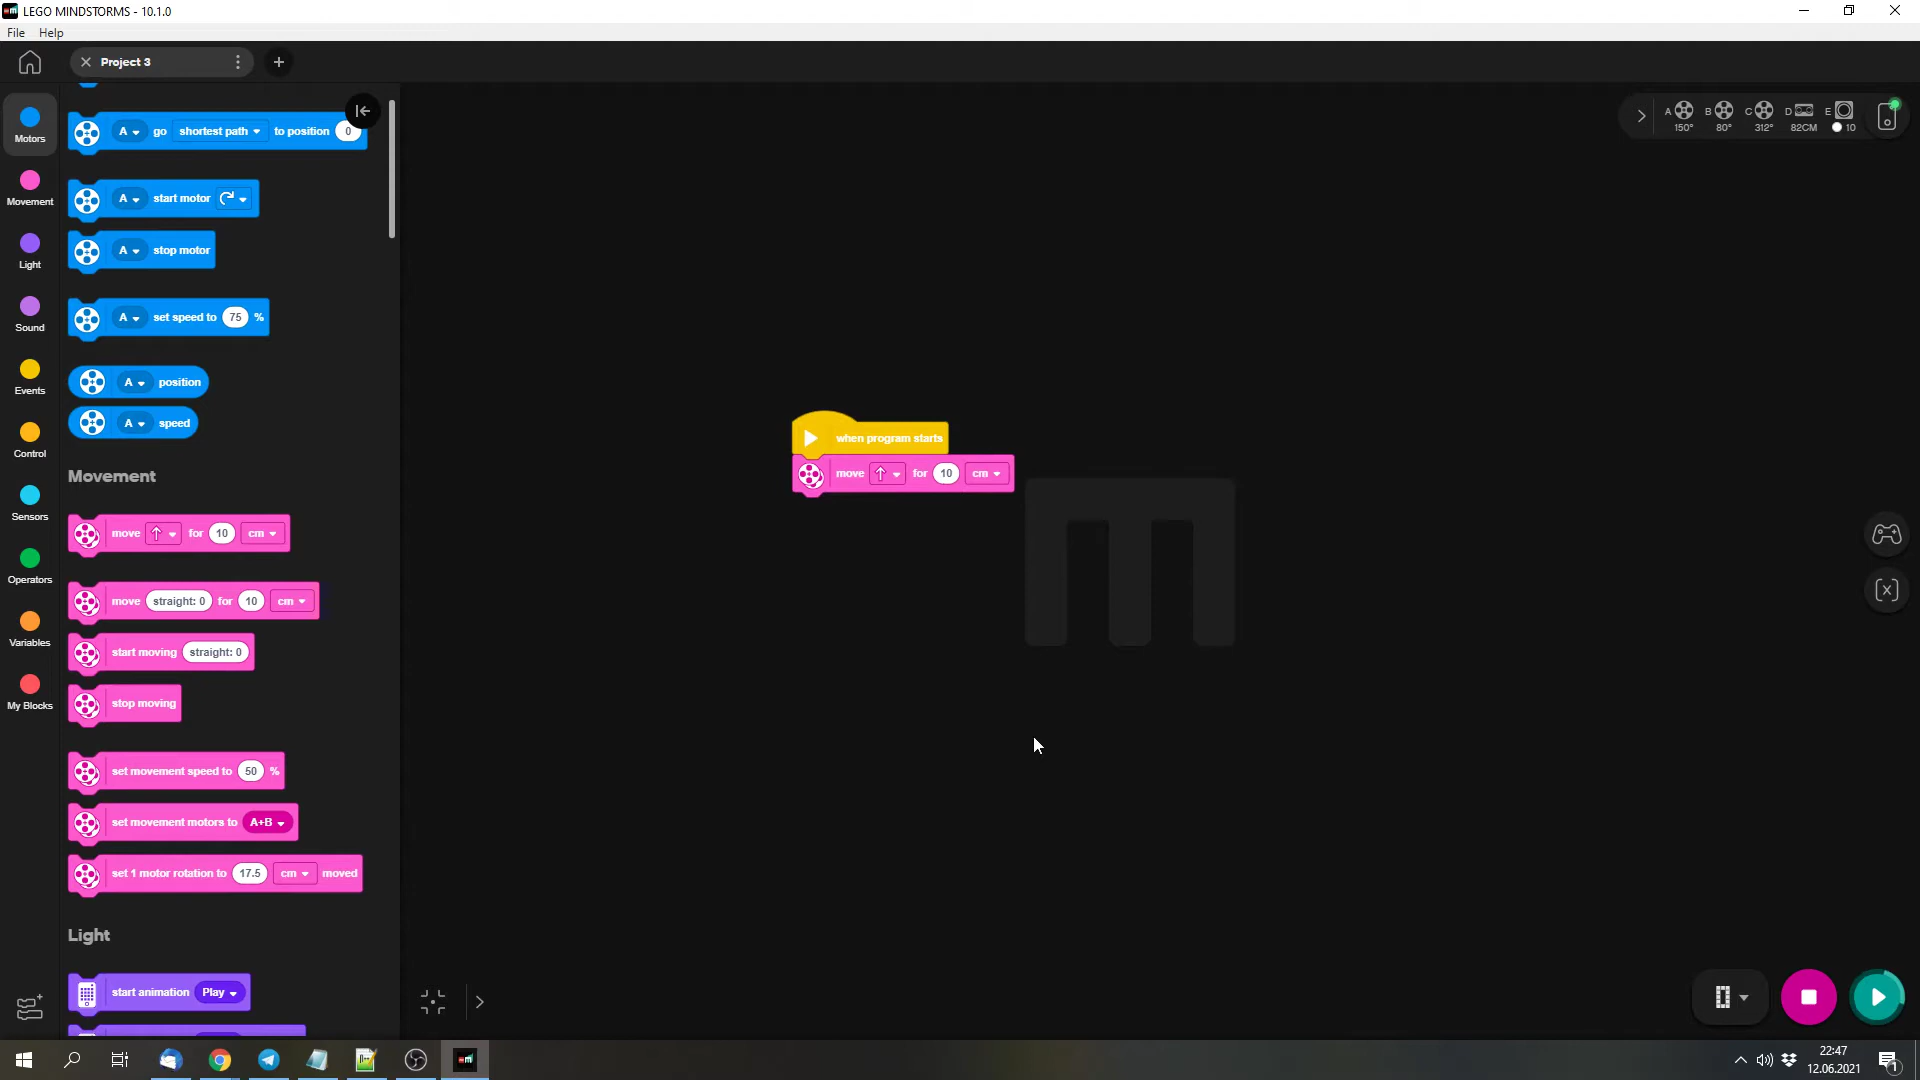 LEGO MINDSTORMS - 10.1.0
File Help
Project 3
A go shortest path to position 0
A start motor
A stop motor
A set speed to 75 %
A position
A speed
Movement
move for 10 cm
move straight: 0 for 10 cm
start moving straight: 0
stop moving
set movement speed to 50 %
set movement motors to A+B
set 1 motor rotation to 17.5 cm moved
Light
start animation Play
Motors
Movement
Light
Sound
Events
Control
Sensors
Operators
Variables
My Blocks
when program starts
move for 10 cm
A B C D E
150° 80° 312° 82CM 10
22:47
12.06.2021
1